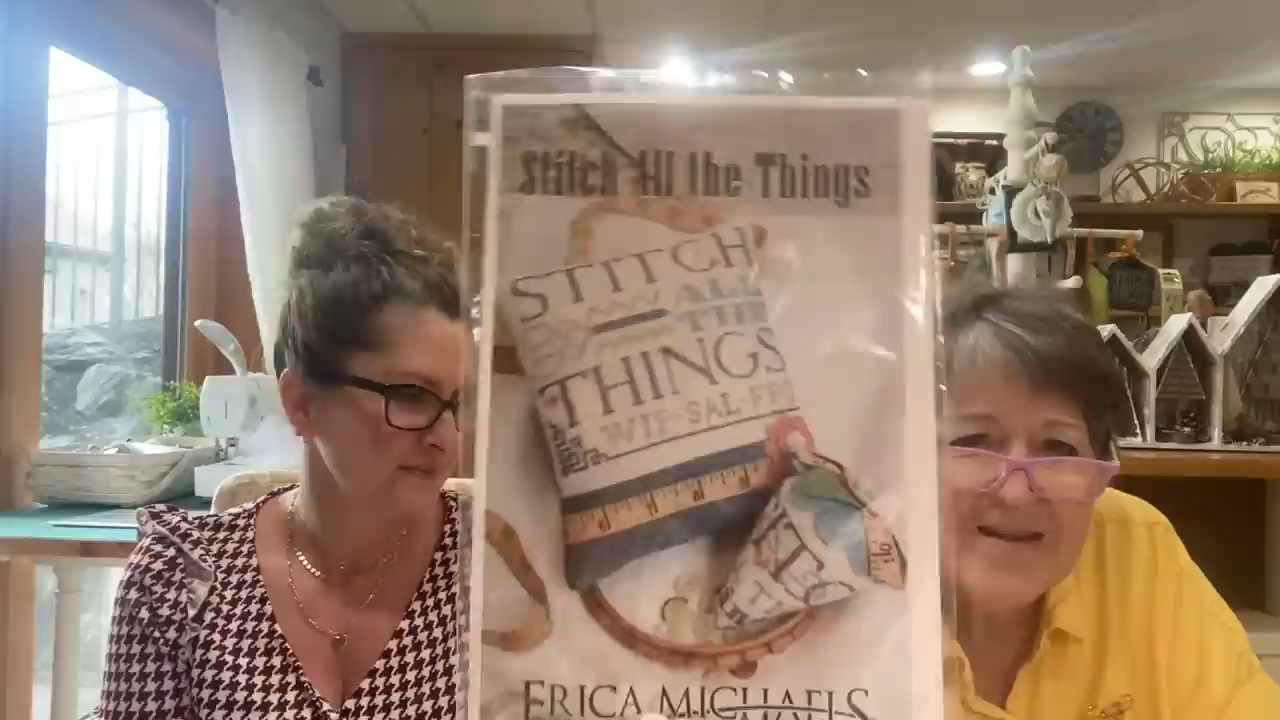 Stitch All the Things
STITCH
ALL
THE
THINGS
WIP-SAL-FFO
ERICA MICHAELS